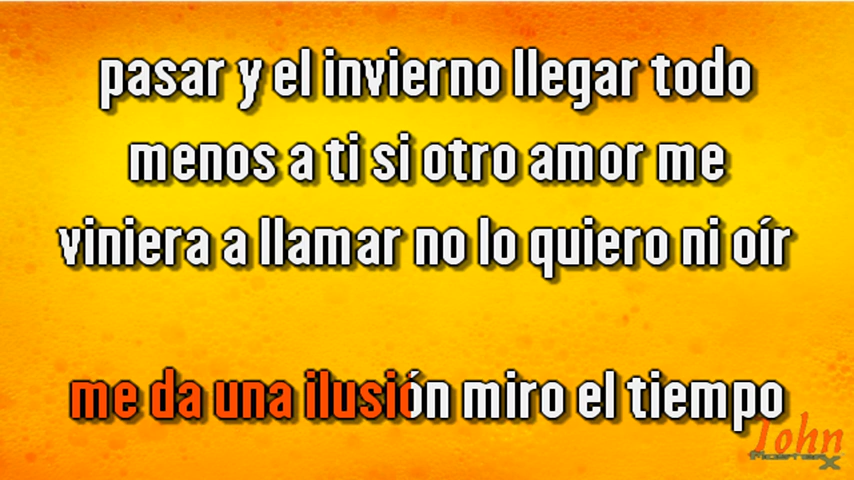 pasar y el invierno llegar todo
menos a ti si otro amor me
viniera a llamar no lo quiero ni oír
me da una ilusión miro el tiempo
John